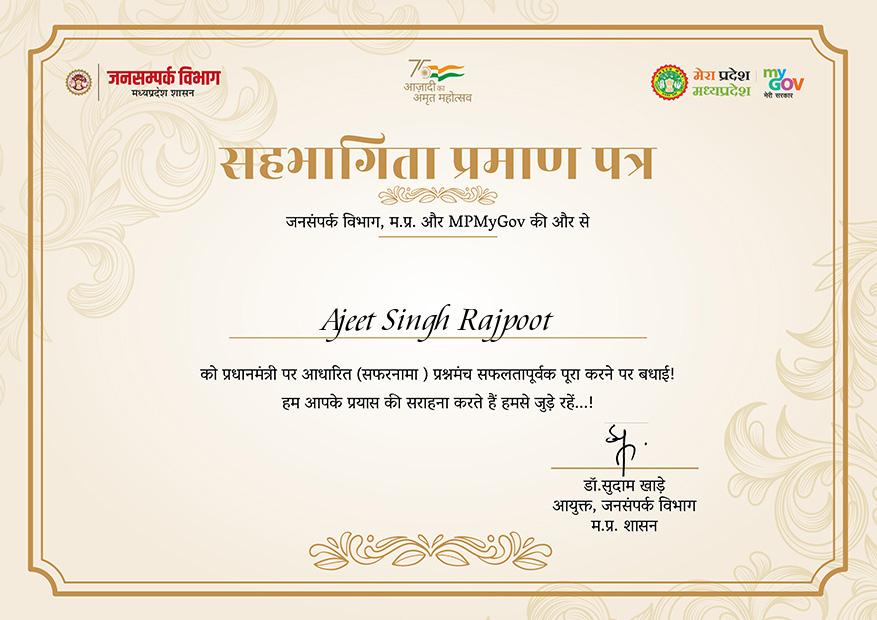 जनसम्पर्क विभाग
मध्यप्रदेश शासन
75
आज़ादी का
अमृत महोत्सव
मेरा प्रदेश
मध्यप्रदेश
my
GOV
मेरी सरकार
सहभागिता प्रमाण पत्र
जनसंपर्क विभाग, म.प्र. और MPMyGov की और से
Ajeet Singh Rajpoot
को प्रधानमंत्री पर आधारित (सफरनामा ) प्रश्नमंच सफलतापूर्वक पूरा करने पर बधाई!
हम आपके प्रयास की सराहना करते हैं हमसे जुड़े रहें...!
डॉ.सुदाम खाड़े
आयुक्त, जनसंपर्क विभाग
म.प्र. शासन